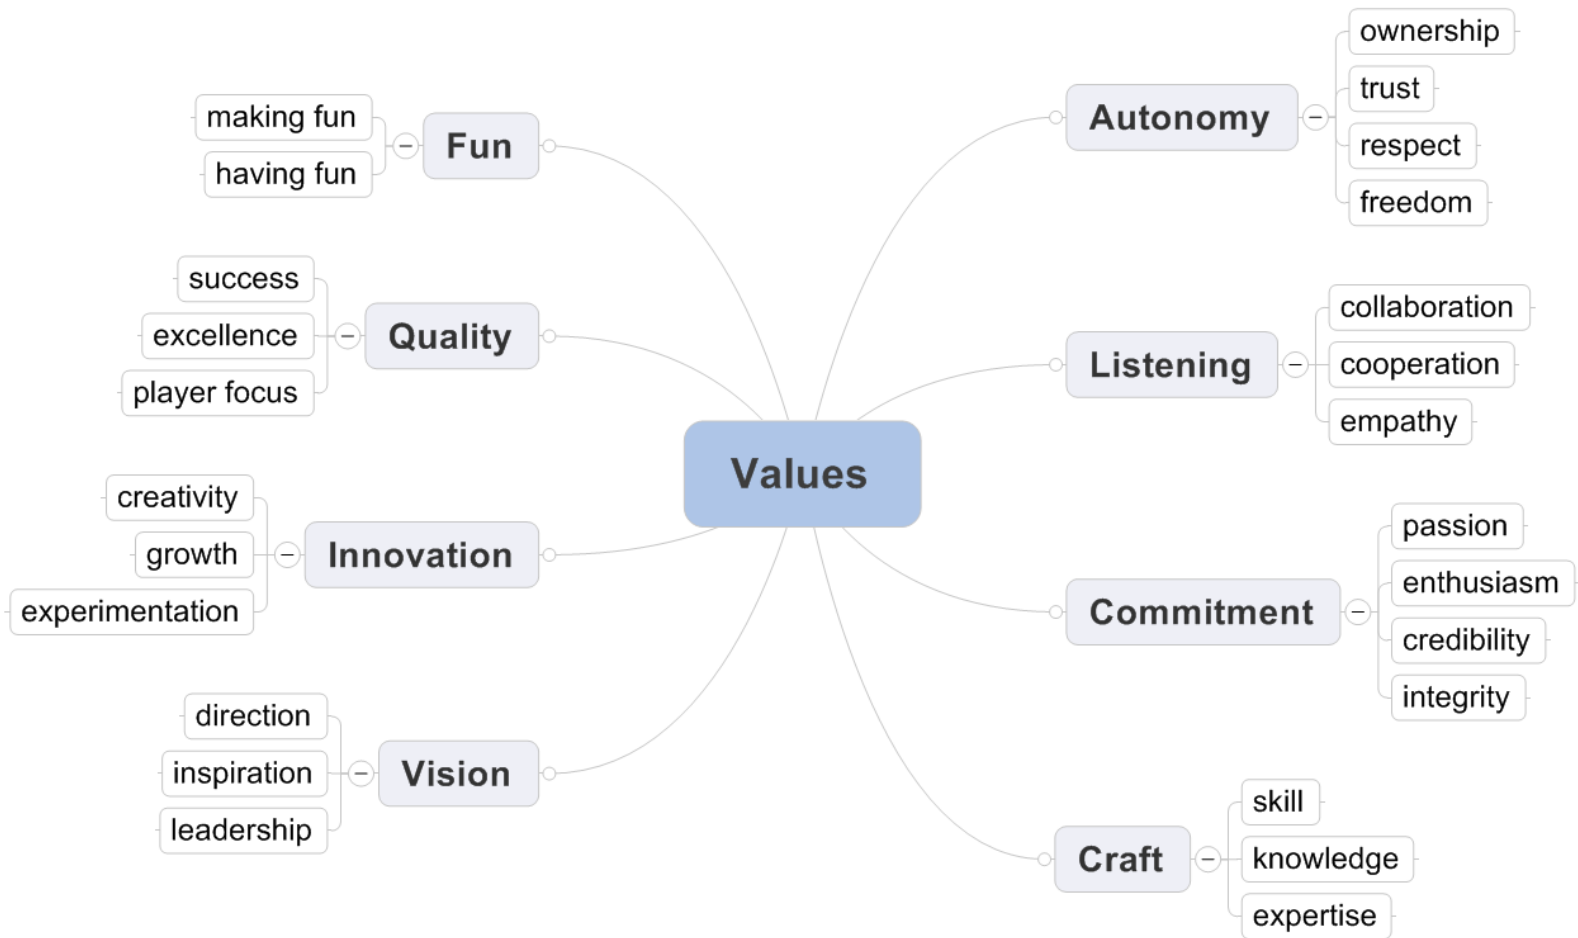 Values
Autonomy
ownership
trust
respect
freedom
Listening
collaboration
cooperation
empathy
Commitment
passion
enthusiasm
credibility
integrity
Craft
skill
knowledge
expertise
Fun
making fun
having fun
Quality
success
excellence
player focus
Innovation
creativity
growth
experimentation
Vision
direction
inspiration
leadership